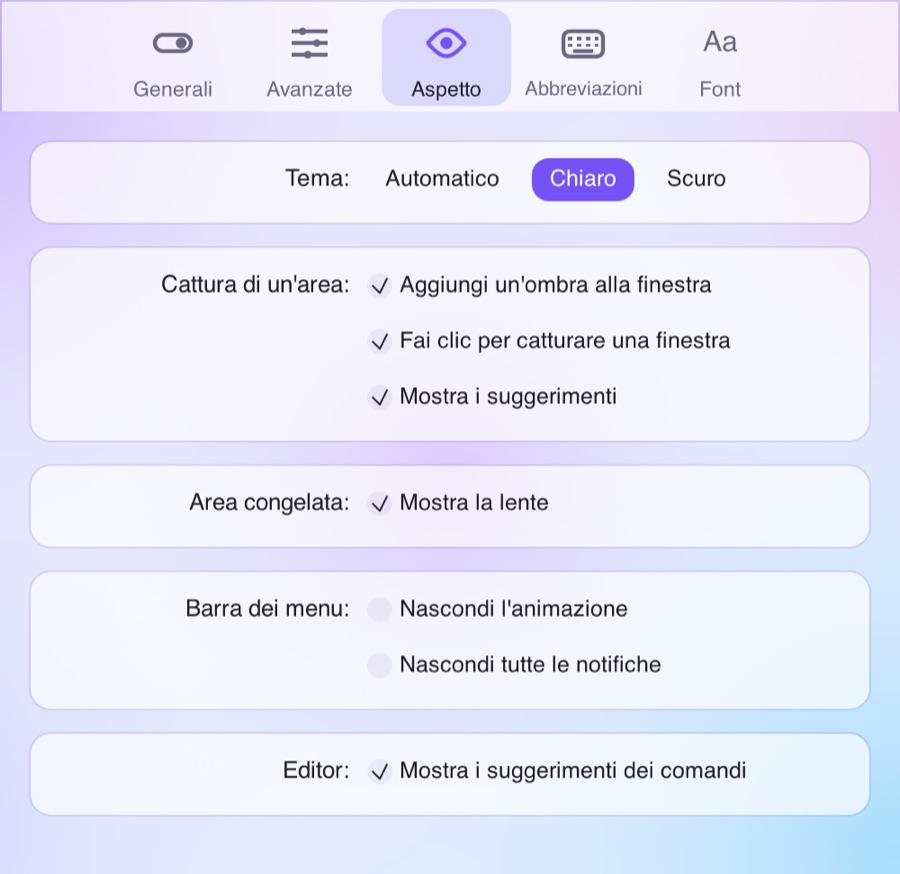 Generali
Avanzate
Aspetto
Abbreviazioni
Aa
Font
Tema: Automatico Chiaro Scuro
Cattura di un'area: Aggiungi un'ombra alla finestra
Fai clic per catturare una finestra
Mostra i suggerimenti
Area congelata: Mostra la lente
Barra dei menu: Nascondi l'animazione
Nascondi tutte le notifiche
Editor: Mostra i suggerimenti dei comandi